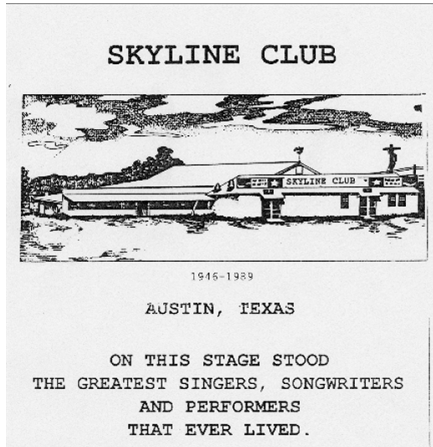 SKYLINE CLUB
SKYLINE CLUB
1946-1989
AUSTIN, TEXAS
ON THIS STAGE STOOD
THE GREATEST SINGERS, SONGWRITERS
AND PERFORMERS
THAT EVER LIVED.